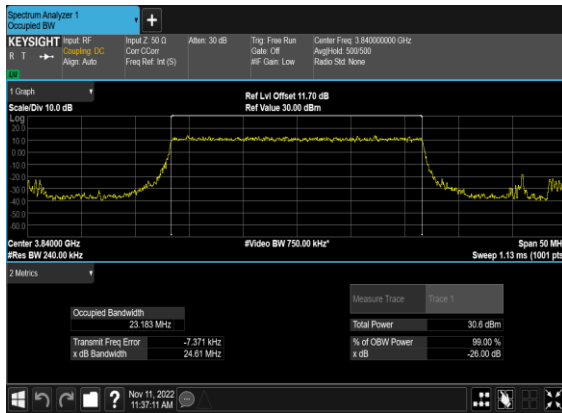 Spectrum Analyzer 1
Occupied BW
+
KEYSIGHT Input: RF Input Z: 50 Ω Atten: 30 dB Trig: Free Run Center Freq: 3.840000000 GHz
R T Coupling: DC Corr CCorr Gate: Off Avg|Hold: 500/500
Align: Auto Freq Ref: Int (S) #IF Gain: Low Radio Std: None
1 Graph
Ref Lvl Offset 11.70 dB
Scale/Div 10.0 dB Ref Value 30.00 dBm
Log
20.0
10.0
0.00
-10.0
-20.0
-30.0
-40.0
-50.0
-60.0
Center 3.84000 GHz #Video BW 750.00 kHz* Span 50 MH
#Res BW 240.00 kHz Sweep 1.13 ms (1001 pts
2 Metrics
Measure Trace Trace 1
Occupied Bandwidth
23.183 MHz Total Power 30.6 dBm
Transmit Freq Error -7.371 kHz % of OBW Power 99.00 %
x dB Bandwidth 24.61 MHz x dB -26.00 dB
? Nov 11, 2022
11:37:11 AM